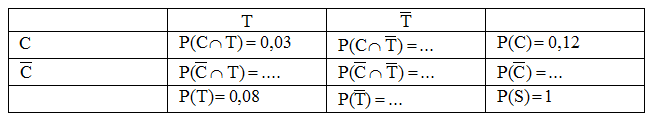 T T̅
C P(C∩T)=0,03 P(C∩T̅)=... P(C)=0,12
C̅ P(C̅∩T)=.... P(C̅∩T̅)=... P(C̅)=...
P(T)=0,08 P(T̅)=... P(S)=1